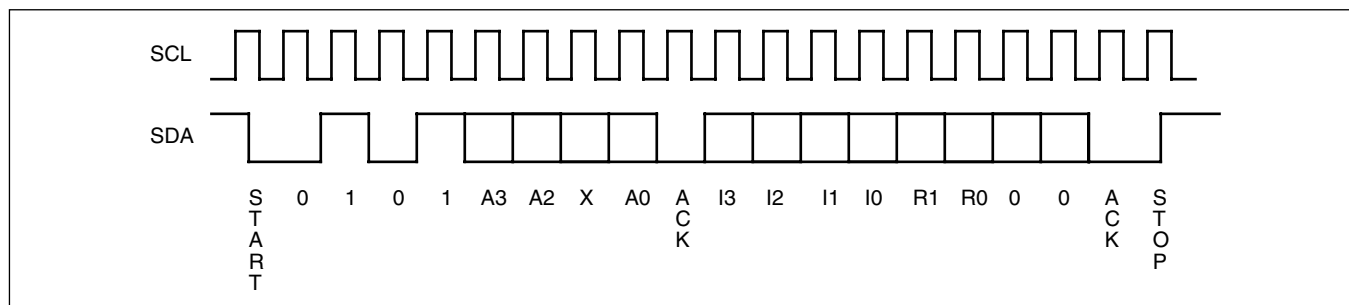 SCL
SDA
START 0 1 0 1 A3 A2 X A0 ACK I3 I2 I1 I0 R1 R0 0 0 ACK STOP